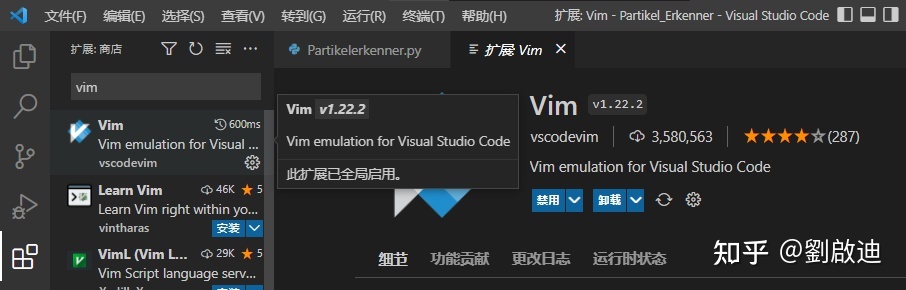 文件(F) 编辑(E) 选择(S) 查看(V) 转到(G) 运行(R) 终端(T) 帮助(H) 扩展: Vim - Partikel_Erkenner - Visual Studio Code
扩展: 商店
Partikelerkenner.py
扩展: Vim
vim
Vim 600ms
Vim emulation for Visual ...
vscodevim
Learn Vim 46K ★ 5
Learn Vim right within yo...
vintharas 安装
VimL (Vim L... 29K ★ 5
Vim Script language serv...
Vim v1.22.2
Vim emulation for Visual Studio Code
此扩展已全局启用。
Vim v1.22.2
vscodevim 3,580,563 ★★★★☆(287)
Vim emulation for Visual Studio Code
禁用 卸载
细节 功能贡献 更改日志 运行时状态
知乎 @劉啟迪